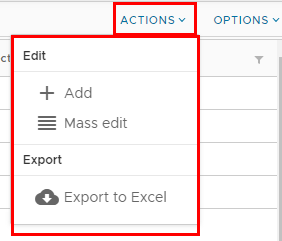 ACTIONS OPTIONS
Edit
Add
Mass edit
Export
Export to Excel